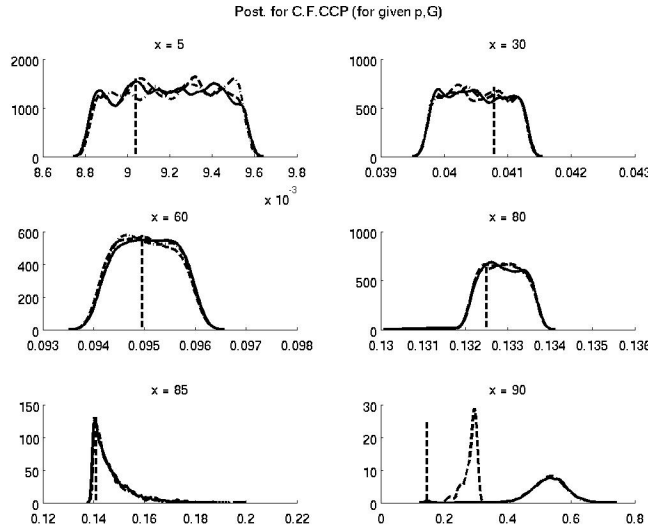 Post. for C.F.CCP (for given p,G)
x = 5
x = 30
2000
1500
1000
500
0
8.6 8.8 9 9.2 9.4 9.6 9.8
x 10⁻³
1000
500
0
0.039 0.04 0.041 0.042 0.043
x = 60
x = 80
600
400
200
0
0.093 0.094 0.095 0.096 0.097 0.098
1000
500
0
0.13 0.131 0.132 0.133 0.134 0.135 0.136
x = 85
x = 90
150
100
50
0
0.12 0.14 0.16 0.18 0.2 0.22
30
20
10
0
0 0.2 0.4 0.6 0.8